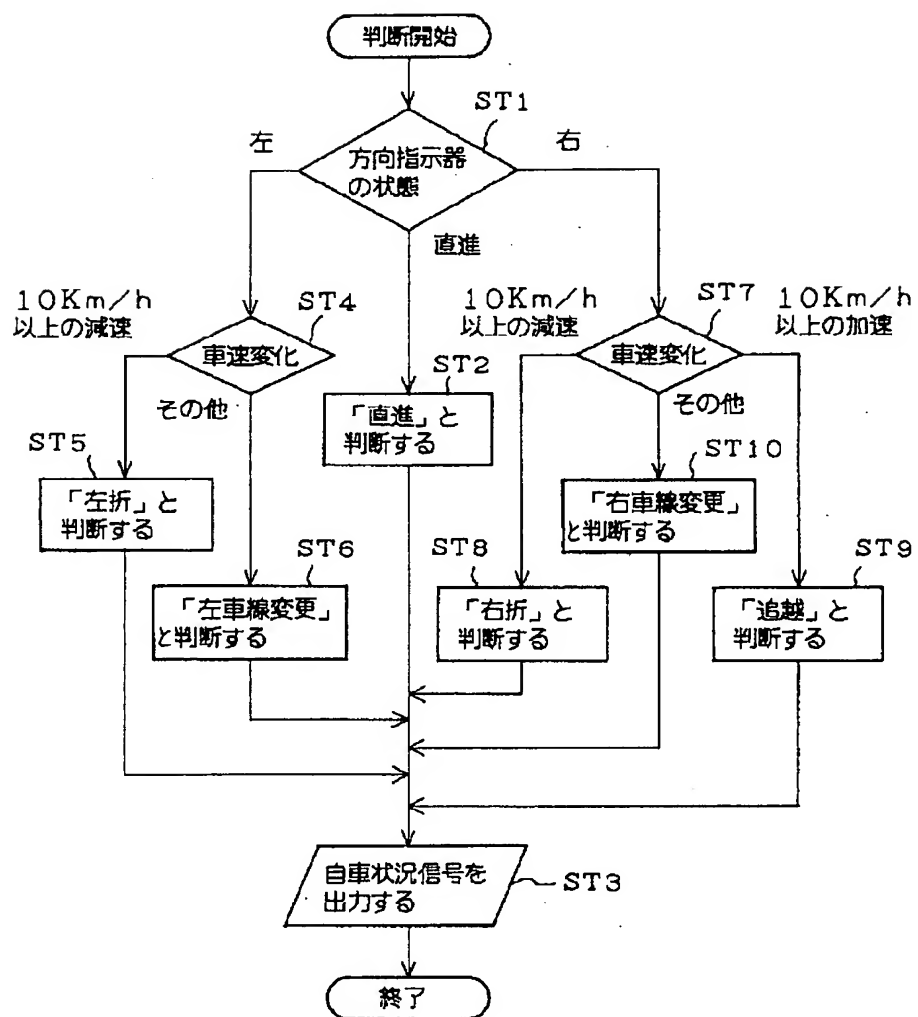 判断開始
ST1
左
右
方向指示器
の状態
直進
10Km/h
以上の減速
ST4
10Km/h
以上の減速
ST7
10Km/h
以上の加速
車速変化
車速変化
ST2
その他
その他
「直進」と
判断する
ST5
ST10
「左折」と
判断する
「右車線変更」
と判断する
ST6
ST8
ST9
「左車線変更」
と判断する
「右折」と
判断する
「追越」と
判断する
自車状況信号を
出力する
ST3
終了